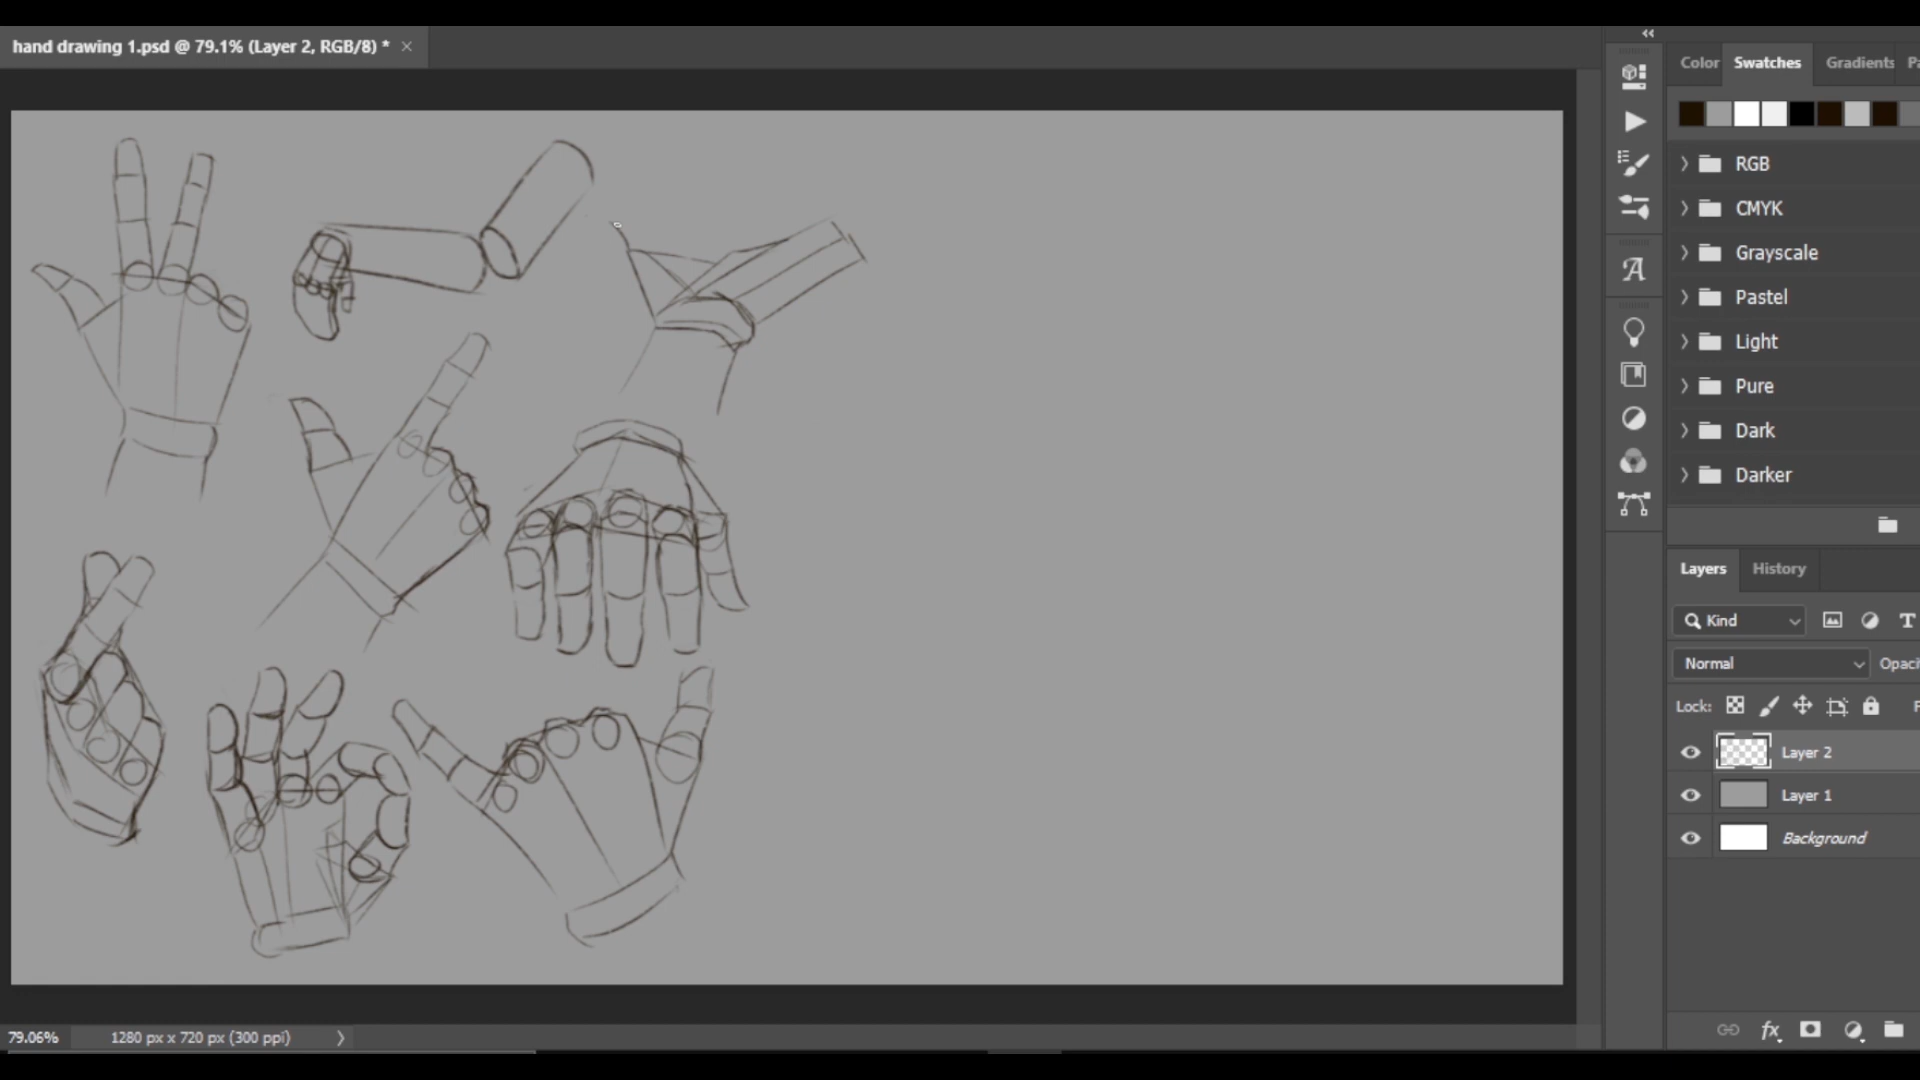 hand drawing 1.psd @ 79.1% (Layer 2, RGB/8) *
Color Swatches Gradients
RGB
CMYK
Grayscale
Pastel
Light
Pure
Dark
Darker
Layers History
Kind
Normal
Lock:
Layer 2
Layer 1
Background
fx
79.06% 1280 px x 720 px (300 ppi)